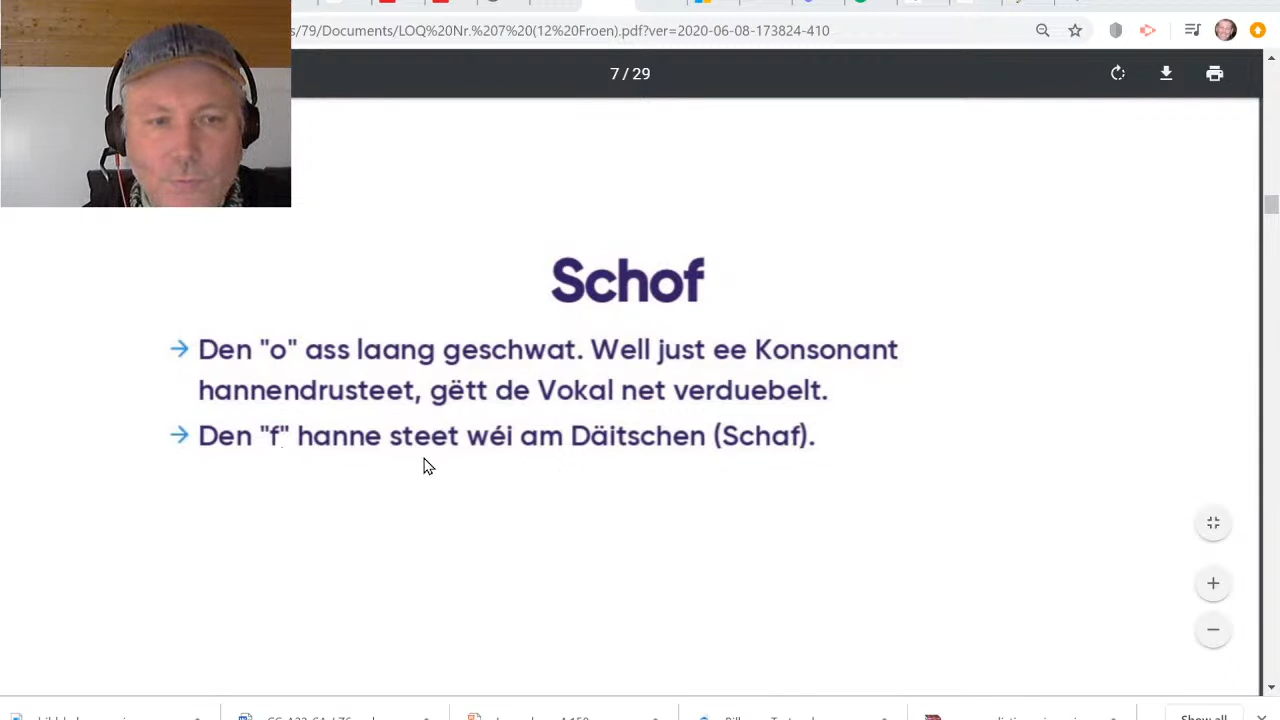 s/79/Documents/LOQ%20Nr.%207%20(12%20Froen).pdf?ver=2020-06-08-173824-410
7 / 29
Schof
→ Den "o" ass laang geschwat. Well just ee Konsonant
hannendrusteet, gëtt de Vokal net verduebelt.
→ Den "f" hanne steet wéi am Däitschen (Schaf).
Show all